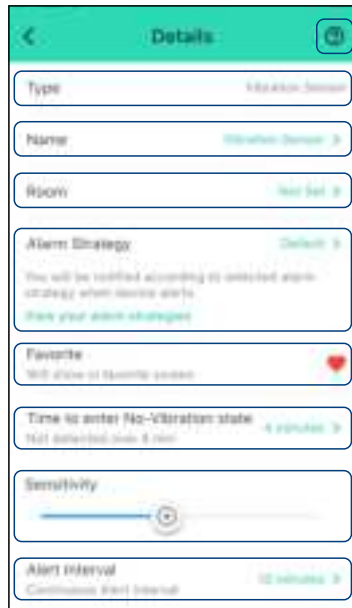 Details
Type
Vibration Sensor
Name
Vibration Sensor
Room
Not Set
Alarm Strategy
Default
You will be notified according to selected alarm
strategy when device alerts
View your alarm strategies
Favorite
Will show in favorite screen
Time to enter No-Vibration state
4 minutes
Not detected over 4 min
Sensitivity
Alert Interval
10 minutes
Continuous Alert Interval